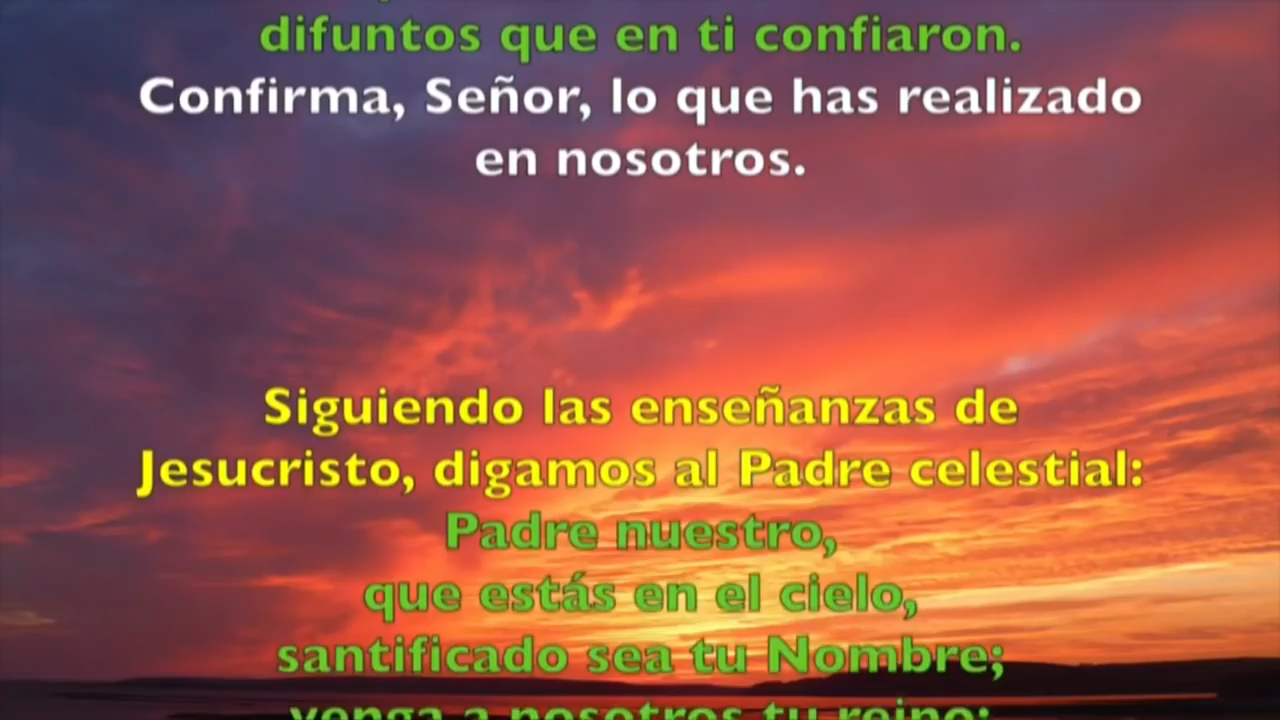 difuntos que en ti confiaron.
Confirma, Señor, lo que has realizado
en nosotros.
Siguiendo las enseñanzas de
Jesucristo, digamos al Padre celestial:
Padre nuestro,
que estás en el cielo,
santificado sea tu Nombre;
venga a nosotros tu reino;